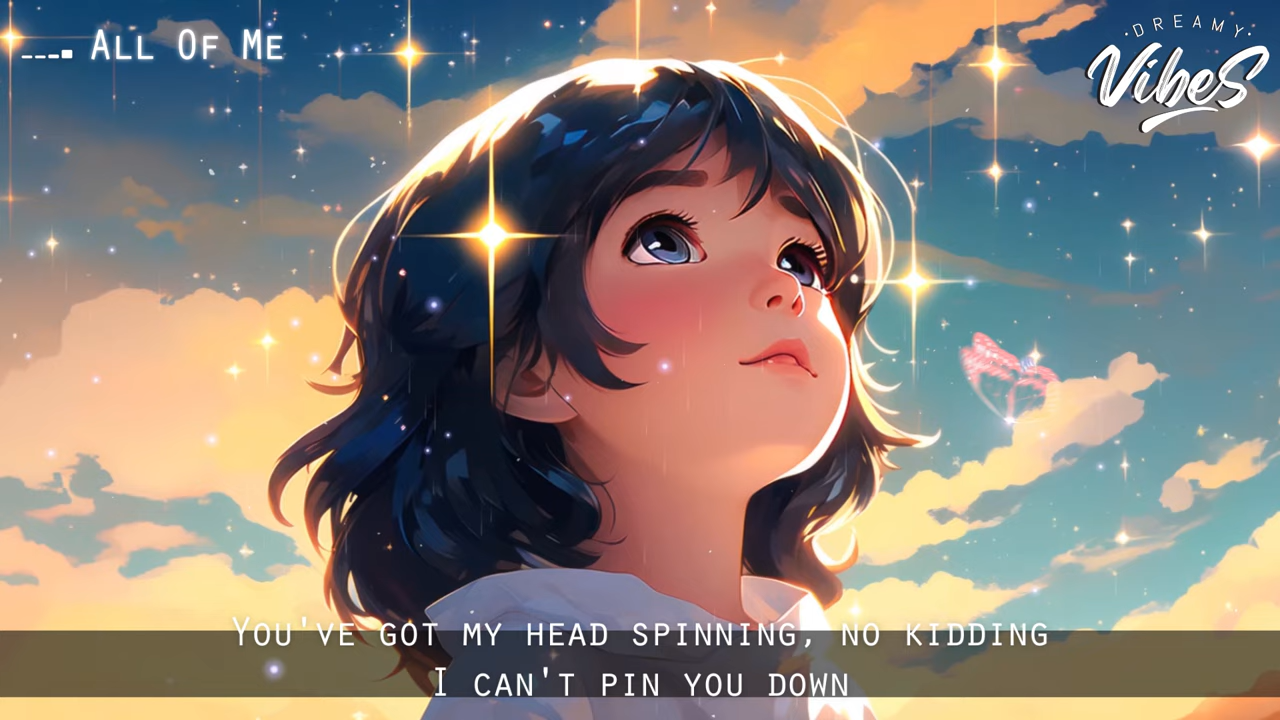 All Of Me
DREAMY
Vibes
You've got my head spinning, no kidding
I can't pin you down